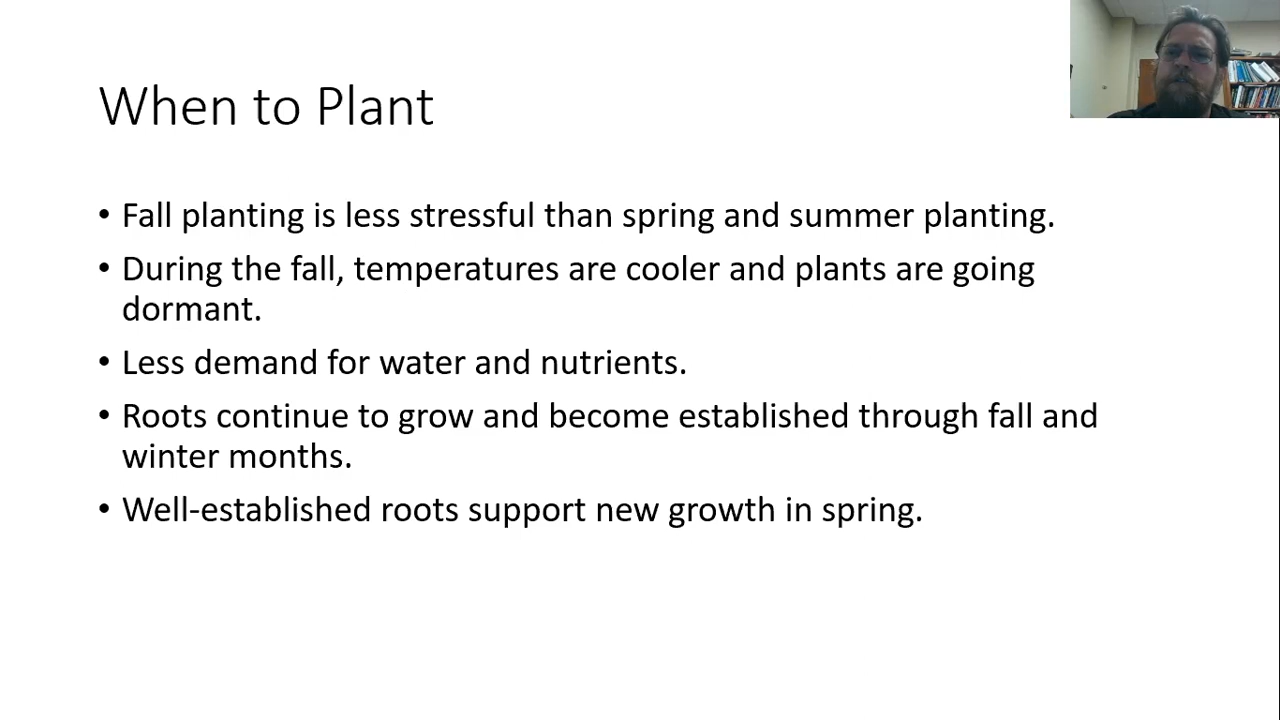 When to Plant
• Fall planting is less stressful than spring and summer planting.
• During the fall, temperatures are cooler and plants are going
dormant.
• Less demand for water and nutrients.
• Roots continue to grow and become established through fall and
winter months.
• Well-established roots support new growth in spring.